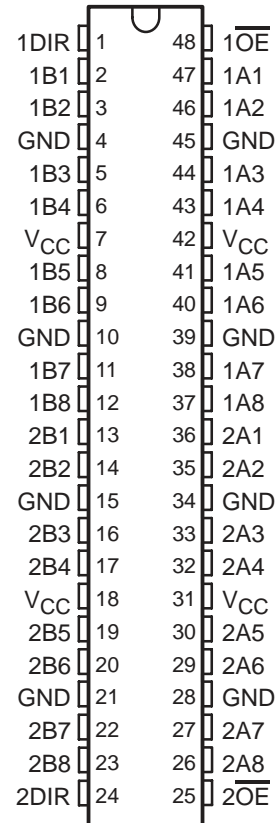 1DIR 1 48 1O̅E̅
1B1 2 47 1A1
1B2 3 46 1A2
GND 4 45 GND
1B3 5 44 1A3
1B4 6 43 1A4
VCC 7 42 VCC
1B5 8 41 1A5
1B6 9 40 1A6
GND 10 39 GND
1B7 11 38 1A7
1B8 12 37 1A8
2B1 13 36 2A1
2B2 14 35 2A2
GND 15 34 GND
2B3 16 33 2A3
2B4 17 32 2A4
VCC 18 31 VCC
2B5 19 30 2A5
2B6 20 29 2A6
GND 21 28 GND
2B7 22 27 2A7
2B8 23 26 2A8
2DIR 24 25 2O̅E̅